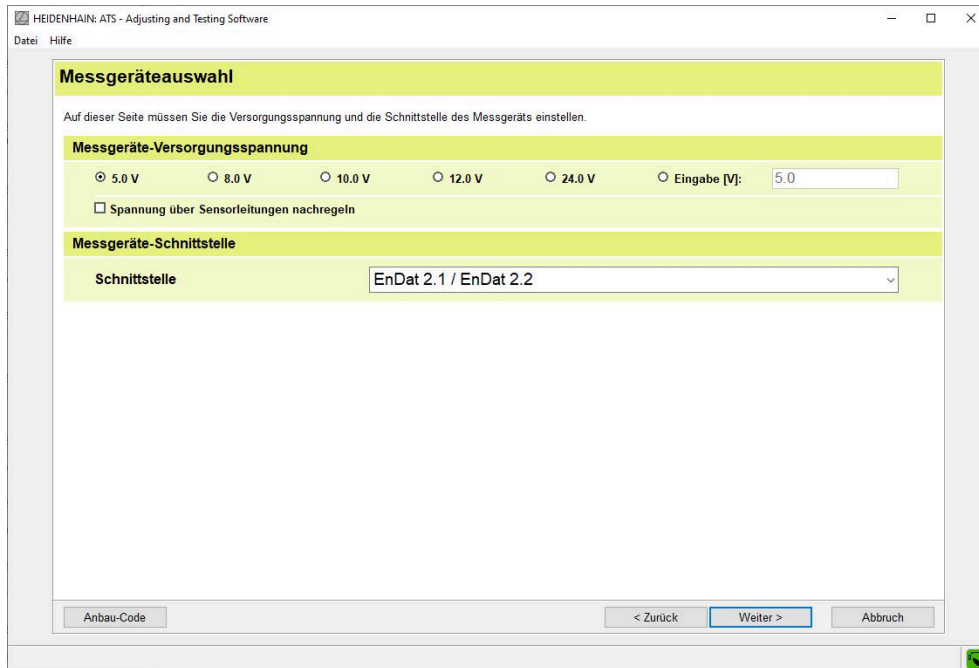 HEIDENHAIN: ATS - Adjusting and Testing Software
Datei Hilfe
Messgeräteauswahl
Auf dieser Seite müssen Sie die Versorgungsspannung und die Schnittstelle des Messgeräts einstellen.
Messgeräte-Versorgungsspannung
5.0 V 8.0 V 10.0 V 12.0 V 24.0 V Eingabe [V]: 5.0
Spannung über Sensorleitungen nachregeln
Messgeräte-Schnittstelle
Schnittstelle EnDat 2.1 / EnDat 2.2
Anbau-Code < Zurück Weiter > Abbruch